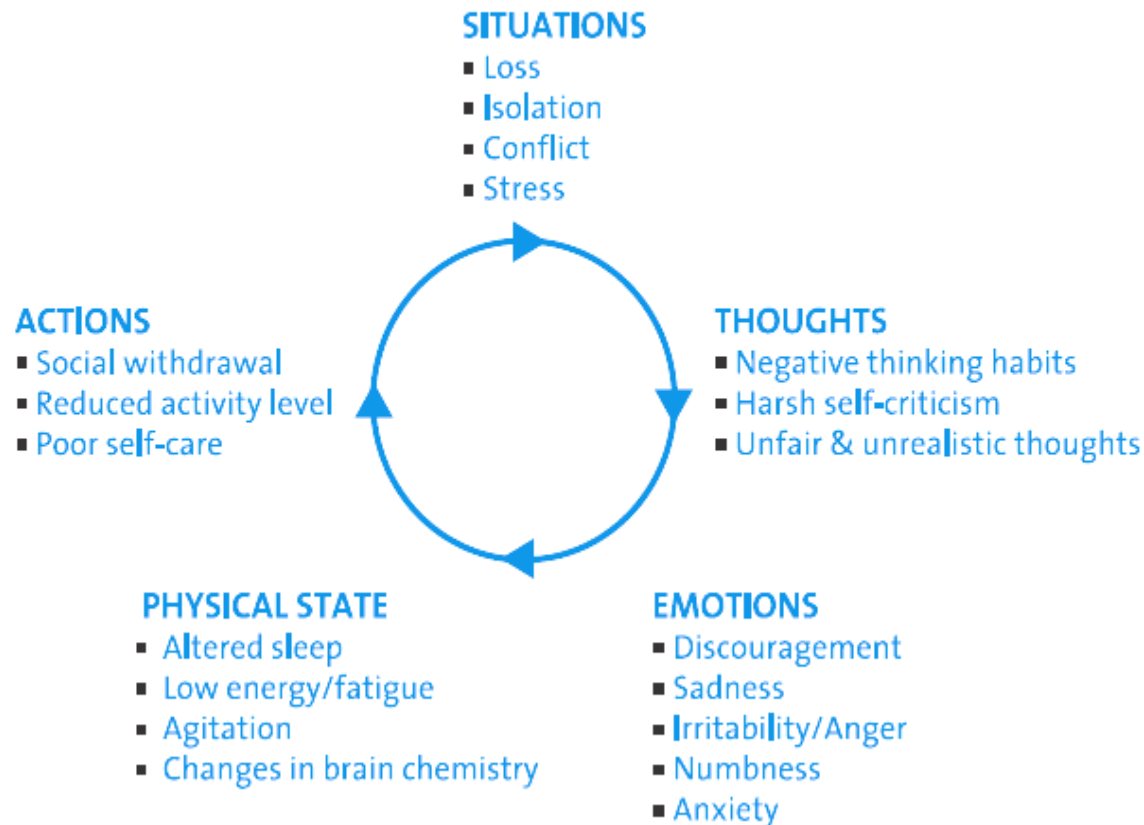 SITUATIONS
▪ Loss
▪ Isolation
▪ Conflict
▪ Stress
ACTIONS
▪ Social withdrawal
▪ Reduced activity level
▪ Poor self-care
THOUGHTS
▪ Negative thinking habits
▪ Harsh self-criticism
▪ Unfair & unrealistic thoughts
PHYSICAL STATE
▪ Altered sleep
▪ Low energy/fatigue
▪ Agitation
▪ Changes in brain chemistry
EMOTIONS
▪ Discouragement
▪ Sadness
▪ Irritability/Anger
▪ Numbness
▪ Anxiety